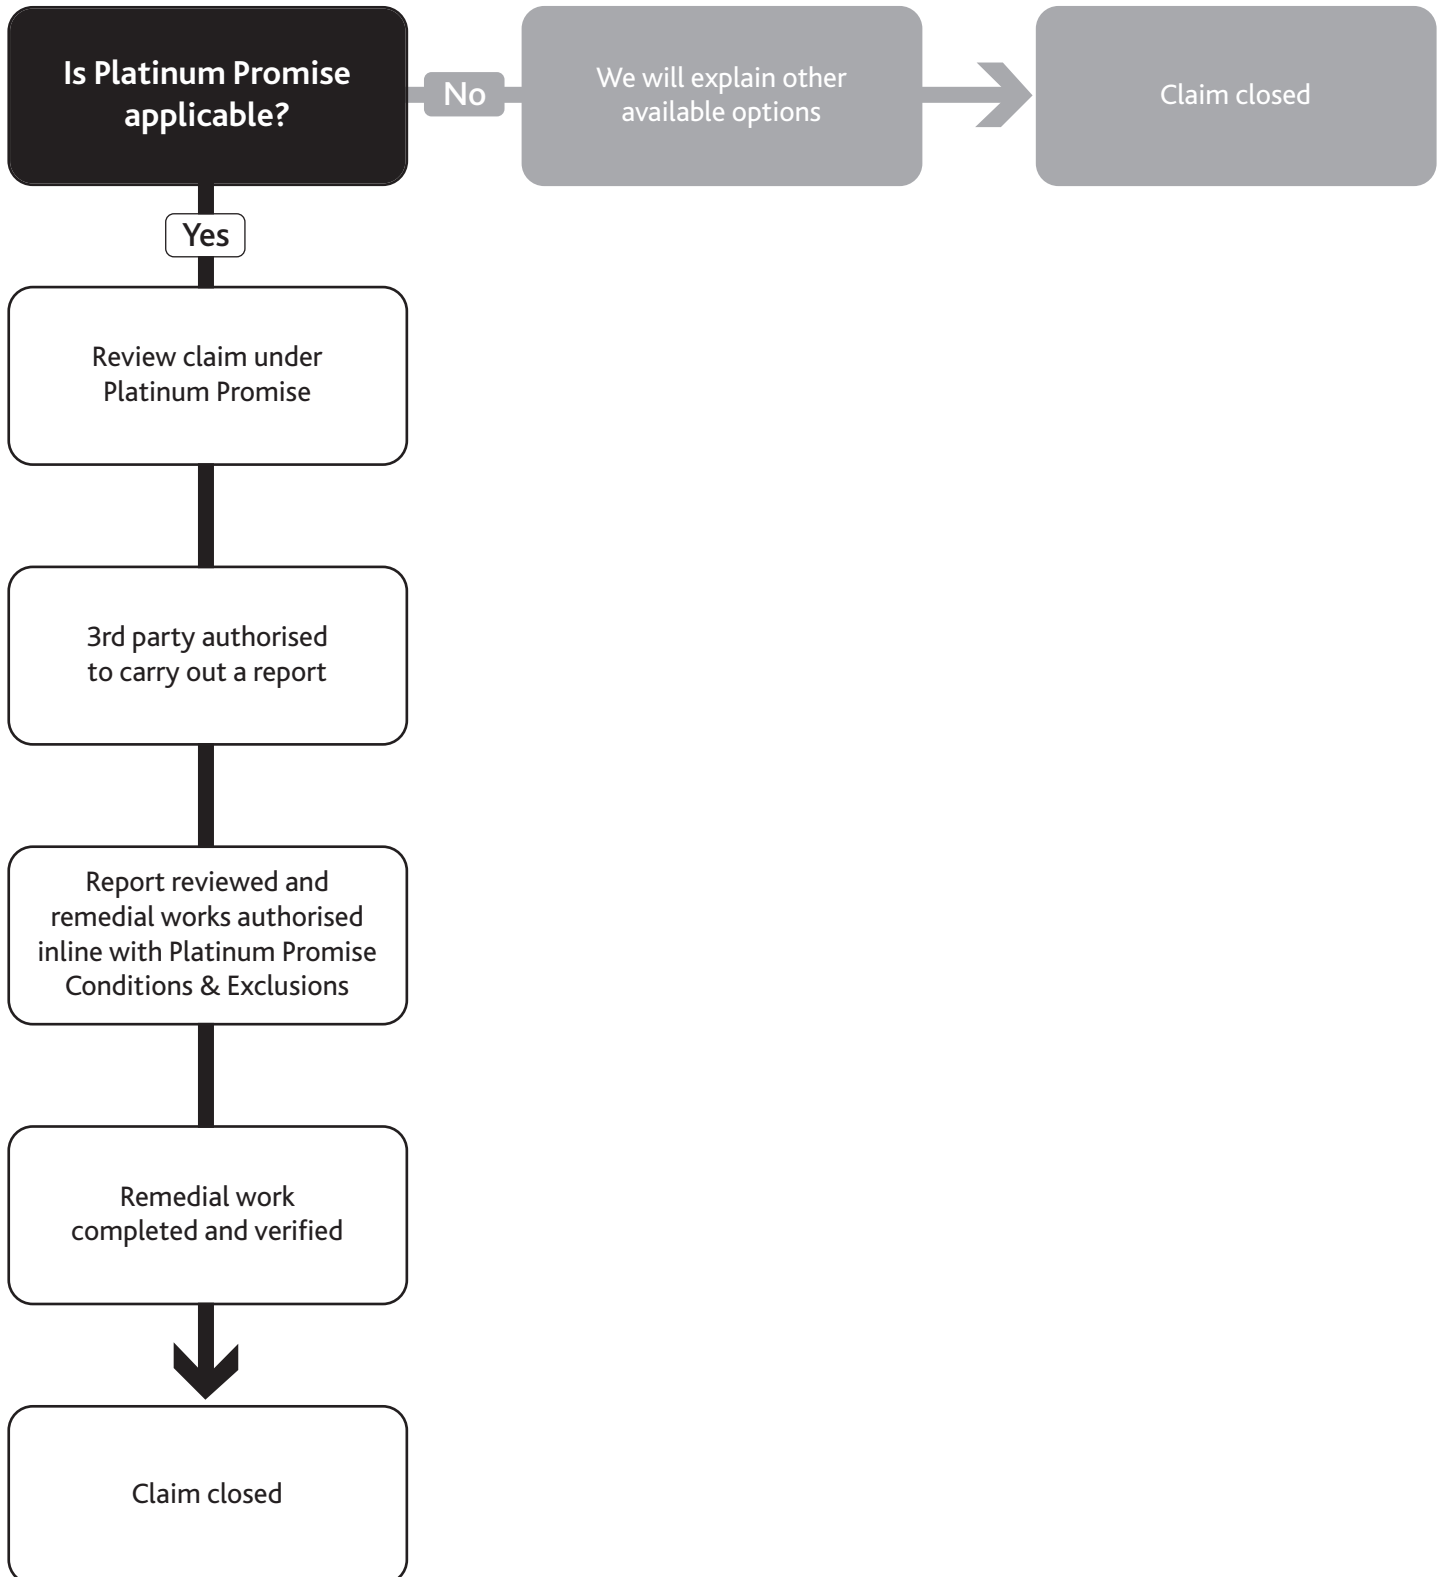 Is Platinum Promise
applicable?
No
We will explain other
available options
Claim closed
Yes
Review claim under
Platinum Promise
3rd party authorised
to carry out a report
Report reviewed and
remedial works authorised
inline with Platinum Promise
Conditions & Exclusions
Remedial work
completed and verified
Claim closed